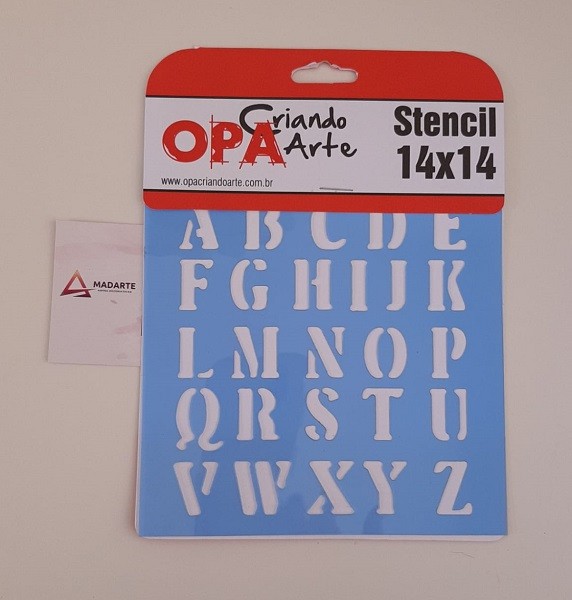 Criando
OPA Arte
Stencil
14x14
www.opacriandoarte.com.br
MADARTE
A B C D E
F G H I J K
L M N O P
Q R S T U
V W X Y Z